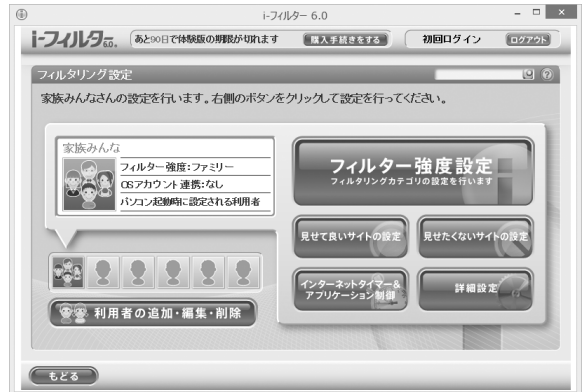 i-フィルター 6.0
i-フィルター 6.0. あと90日で体験版の期限が切れます 購入手続きをする 初回ログイン ログアウト
フィルタリング設定
家族みんなさんの設定を行います。右側のボタンをクリックして設定を行ってください。
家族みんな
フィルター強度:ファミリー
OSアカウント連携:なし
パソコン起動時に設定される利用者
フィルター強度設定
フィルタリングカテゴリの設定を行います
見せて良いサイトの設定
見せたくないサイトの設定
インターネットタイマー&
アプリケーション制御
詳細設定
利用者の追加・編集・削除
もどる